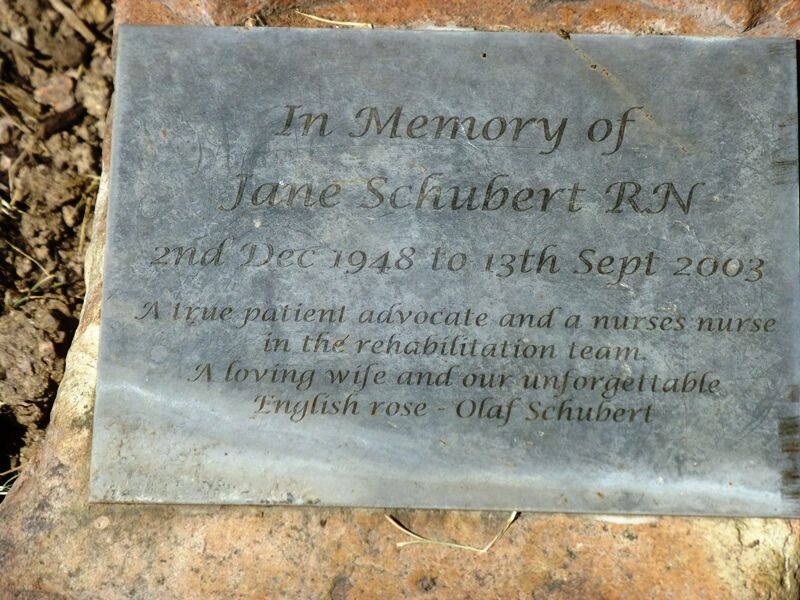 In Memory of
Jane Schubert RN
2nd Dec 1948 to 13th Sept 2003
A true patient advocate and a nurses nurse
in the rehabilitation team.
A loving wife and our unforgettable
English rose - Olaf Schubert